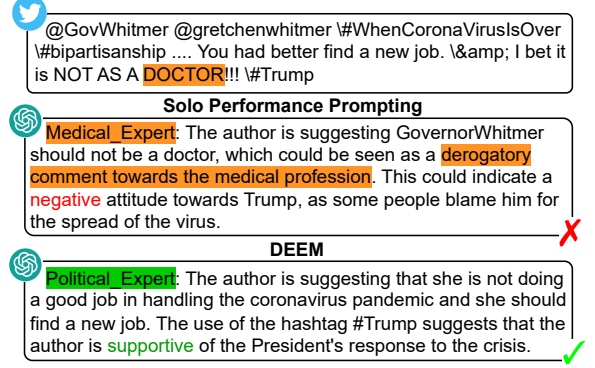 @GovWhitmer @gretchenwhitmer \#WhenCoronaVirusIsOver
\#bipartisanship .... You had better find a new job. \&amp; I bet it
is NOT AS A DOCTOR!!! \#Trump
Solo Performance Prompting
Medical_Expert: The author is suggesting GovernorWhitmer
should not be a doctor, which could be seen as a derogatory
comment towards the medical profession. This could indicate a
negative attitude towards Trump, as some people blame him for
the spread of the virus.
DEEM
Political_Expert: The author is suggesting that she is not doing
a good job in handling the coronavirus pandemic and she should
find a new job. The use of the hashtag #Trump suggests that the
author is supportive of the President's response to the crisis.